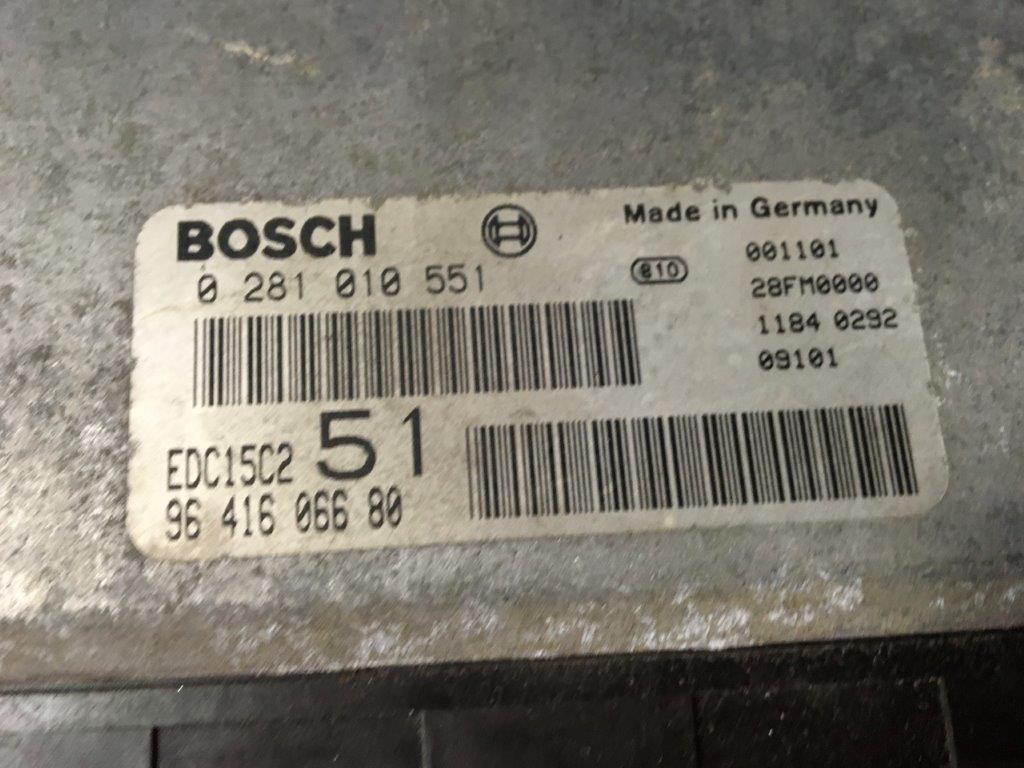 BOSCH
Made in Germany
0 281 010 551
810
001101
28FM0000
1184 0292
09101
EDC15C2 51
96 416 066 80